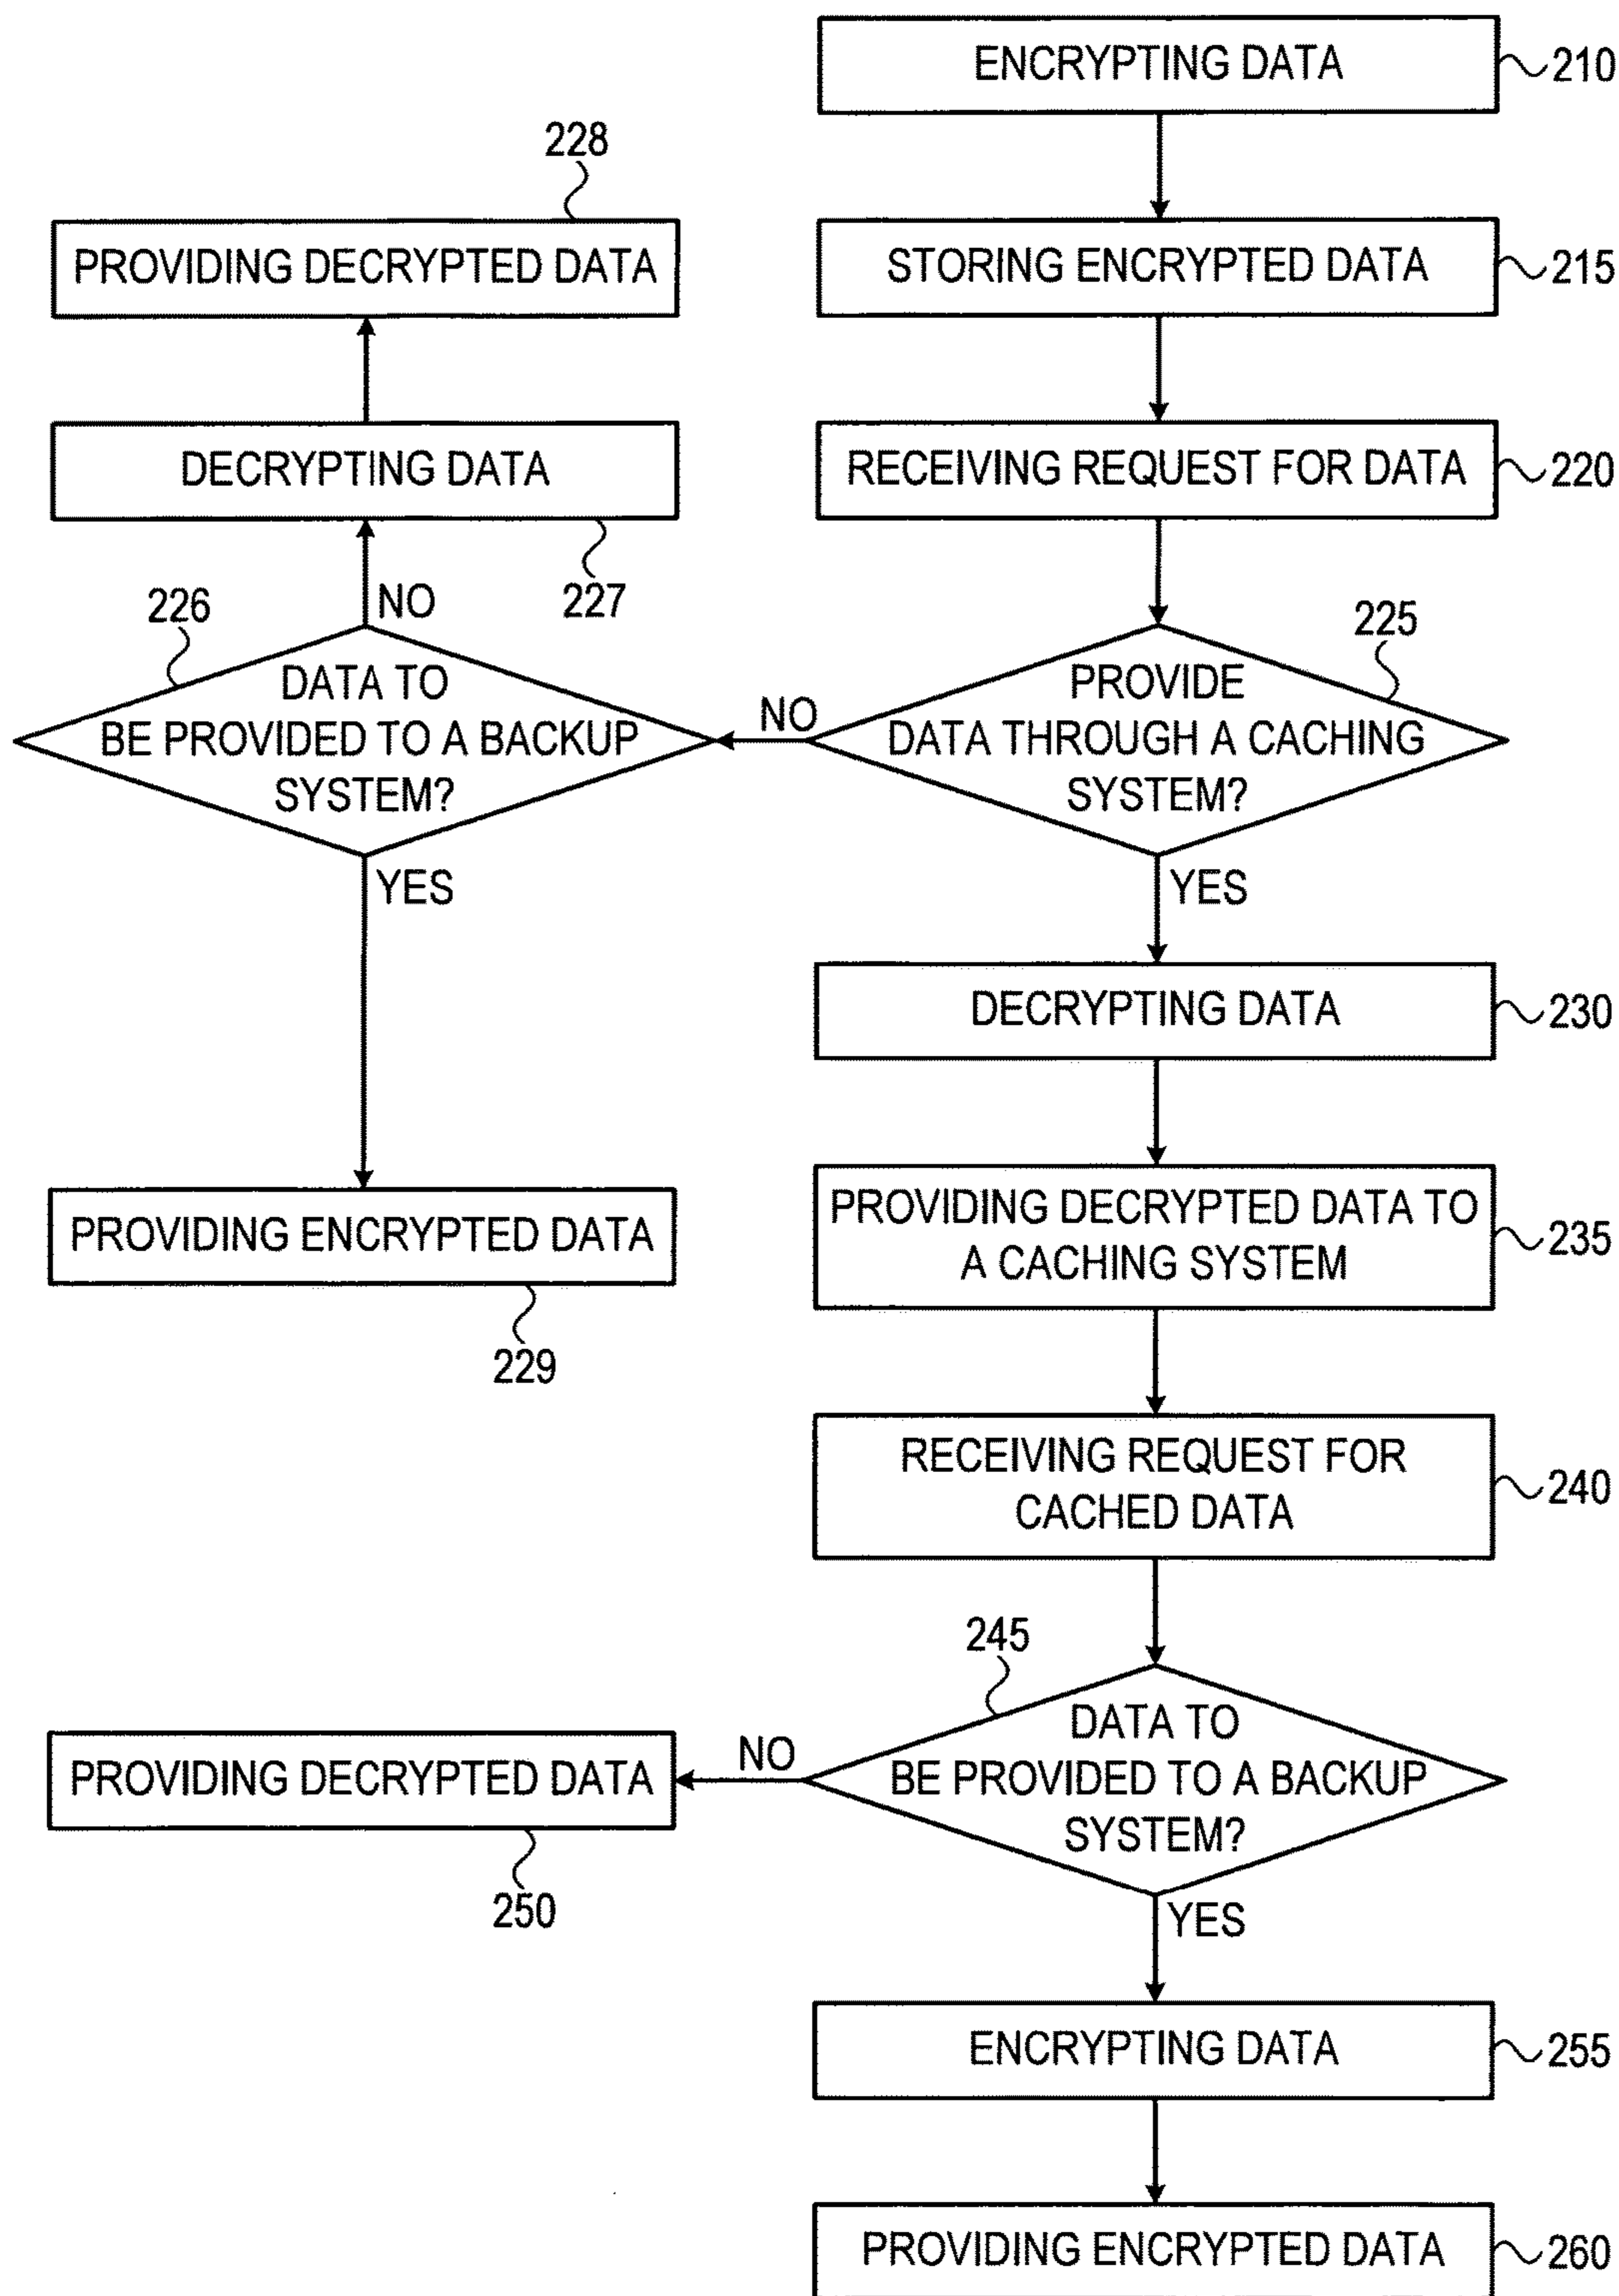 ENCRYPTING DATA
210
STORING ENCRYPTED DATA
215
RECEIVING REQUEST FOR DATA
220
PROVIDE
DATA THROUGH A CACHING
SYSTEM?
225
NO
YES
DATA TO
BE PROVIDED TO A BACKUP
SYSTEM?
226
NO
YES
DECRYPTING DATA
227
PROVIDING DECRYPTED DATA
228
PROVIDING ENCRYPTED DATA
229
DECRYPTING DATA
230
PROVIDING DECRYPTED DATA TO
A CACHING SYSTEM
235
RECEIVING REQUEST FOR
CACHED DATA
240
DATA TO
BE PROVIDED TO A BACKUP
SYSTEM?
245
NO
YES
PROVIDING DECRYPTED DATA
250
ENCRYPTING DATA
255
PROVIDING ENCRYPTED DATA
260